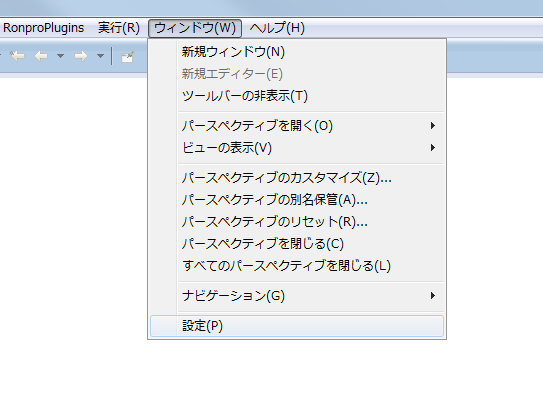 RonproPlugins 実行(R) ウィンドウ(W) ヘルプ(H)
新規ウィンドウ(N)
新規エディター(E)
ツールバーの非表示(T)
パースペクティブを開く(O)
ビューの表示(V)
パースペクティブのカスタマイズ(Z)...
パースペクティブの別名保管(A)...
パースペクティブのリセット(R)...
パースペクティブを閉じる(C)
すべてのパースペクティブを閉じる(L)
ナビゲーション(G)
設定(P)